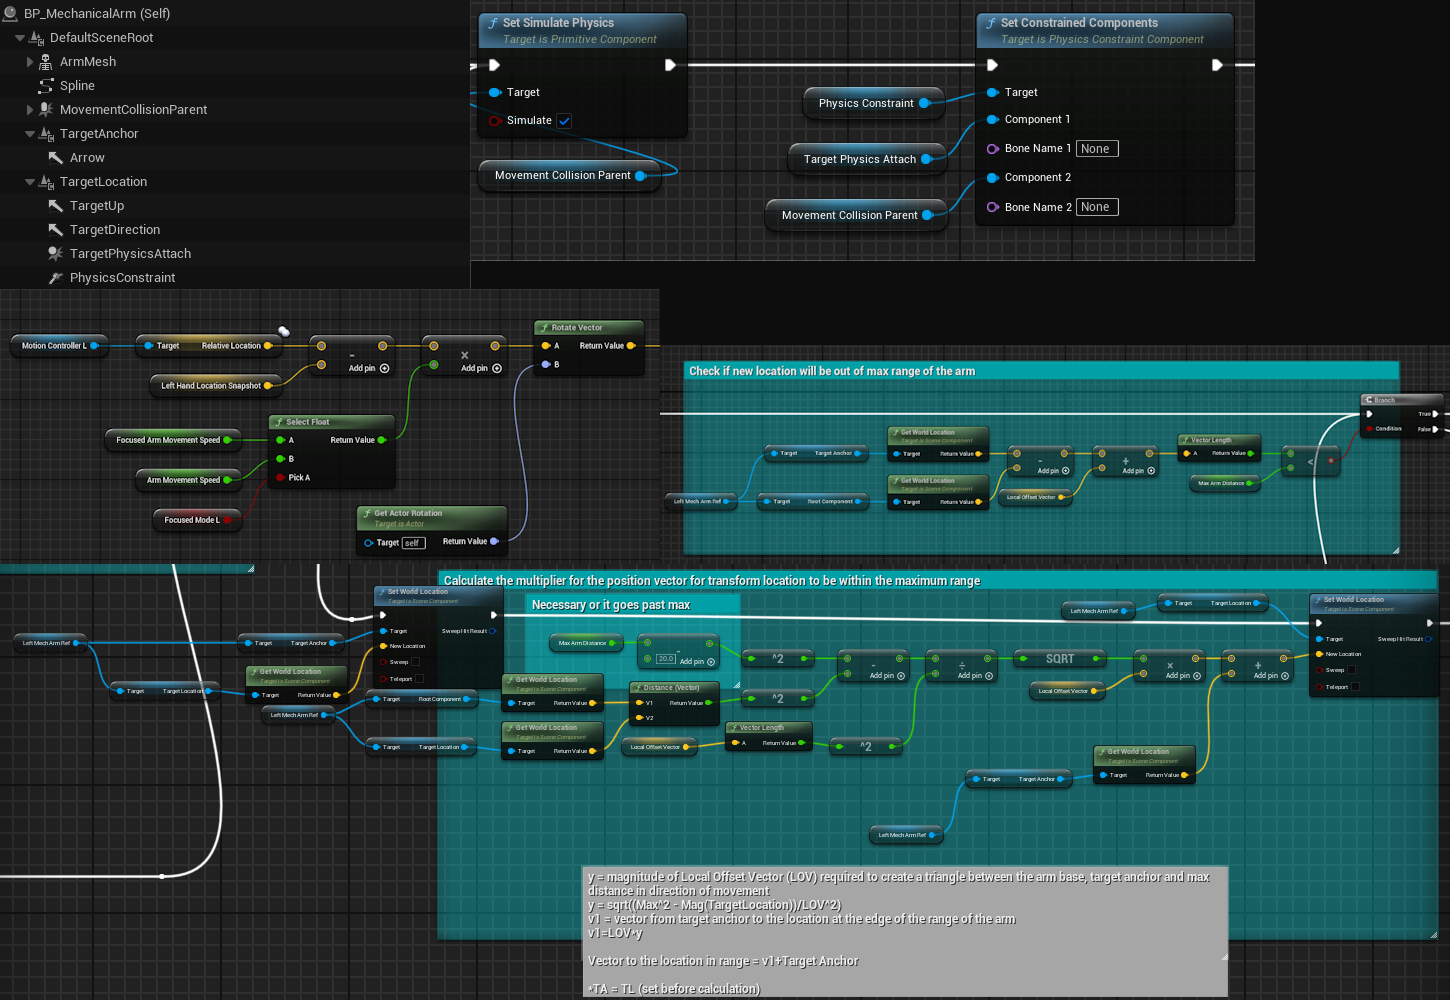 BP_MechanicalArm (Self)
DefaultSceneRoot
ArmMesh
Spline
MovementCollisionParent
TargetAnchor
Arrow
TargetLocation
TargetUp
TargetDirection
TargetPhysicsAttach
PhysicsConstraint
Set Simulate Physics
Target is Primitive Component
Target
Simulate
Movement Collision Parent
Set Constrained Components
Target is Physics Constraint Component
Physics Constraint
Target
Component 1
Target Physics Attach
Bone Name 1 None
Component 2
Movement Collision Parent
Bone Name 2 None
Motion Controller L
Target Relative Location
Left Hand Location Snapshot
-
Add pin
×
Add pin
Rotate Vector
A Return Value
B
Select Float
Focused Arm Movement Speed
A Return Value
B
Arm Movement Speed
Pick A
Focused Mode L
Get Actor Rotation
Target is Actor
Target self Return Value
Check if new location will be out of max range of the arm
Branch
True
Condition False
Get World Location
Target is Scene Component
Target Target Anchor
Target Return Value
Get World Location
Target is Scene Component
Left Mech Arm Ref
Target Root Component
Target Return Value
-
Add pin
+
Add pin
Local Offset Vector
Vector Length
A Return Value
Max Arm Distance
<
Calculate the multiplier for the position vector for transform location to be within the maximum range
Set World Location
Target is Scene Component
Target Sweep Hit Result
New Location
Sweep
Teleport
Left Mech Arm Ref
Target Target Anchor
Get World Location
Target is Scene Component
Target Return Value
Target Target Location
Left Mech Arm Ref
Target Root Component
Target Target Location
Necessary or it goes past max
Max Arm Distance
-
20.0 Add pin
^2
Get World Location
Target is Scene Component
Target Return Value
Distance (Vector)
V1 Return Value
V2
^2
Get World Location
Target is Scene Component
Target Return Value
Local Offset Vector
Vector Length
A Return Value
^2
-
Add pin
÷
Add pin
SQRT
Local Offset Vector
×
Add pin
+
Add pin
Left Mech Arm Ref
Target Target Location
Set World Location
Target is Scene Component
Target Sweep Hit Result
New Location
Sweep
Teleport
Get World Location
Target is Scene Component
Target Return Value
Target Target Anchor
Left Mech Arm Ref
y = magnitude of Local Offset Vector (LOV) required to create a triangle between the arm base, target anchor and max
distance in direction of movement
y = sqrt((Max^2 - Mag(TargetLocation))/LOV^2)
v1 = vector from target anchor to the location at the edge of the range of the arm
v1=LOV*y
Vector to the location in range = v1+Target Anchor
*TA = TL (set before calculation)